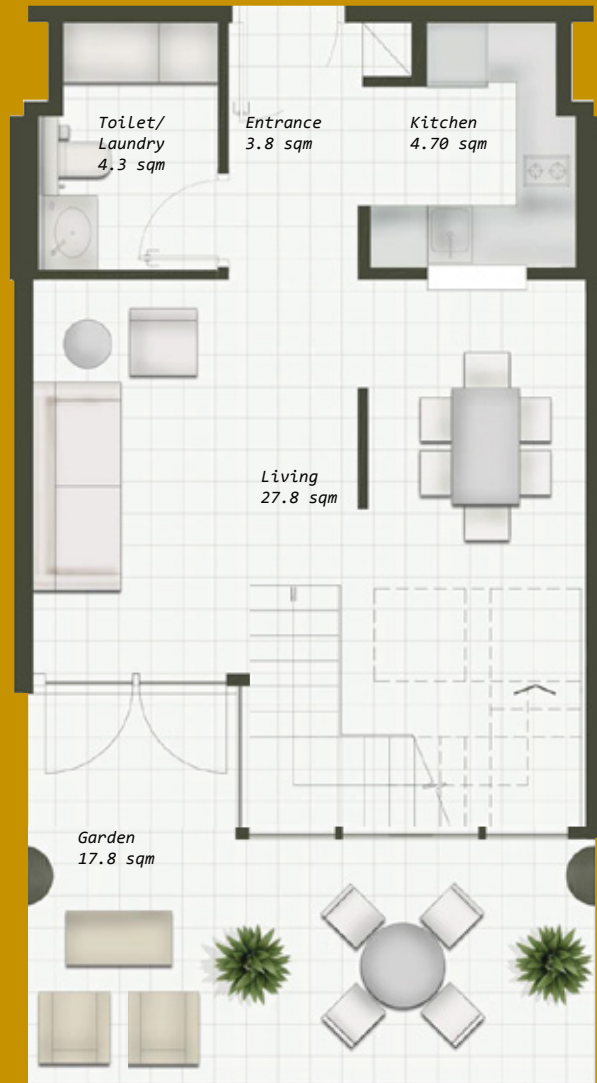 Toilet/
Laundry
4.3 sqm
Entrance
3.8 sqm
Kitchen
4.70 sqm
Living
27.8 sqm
Garden
17.8 sqm